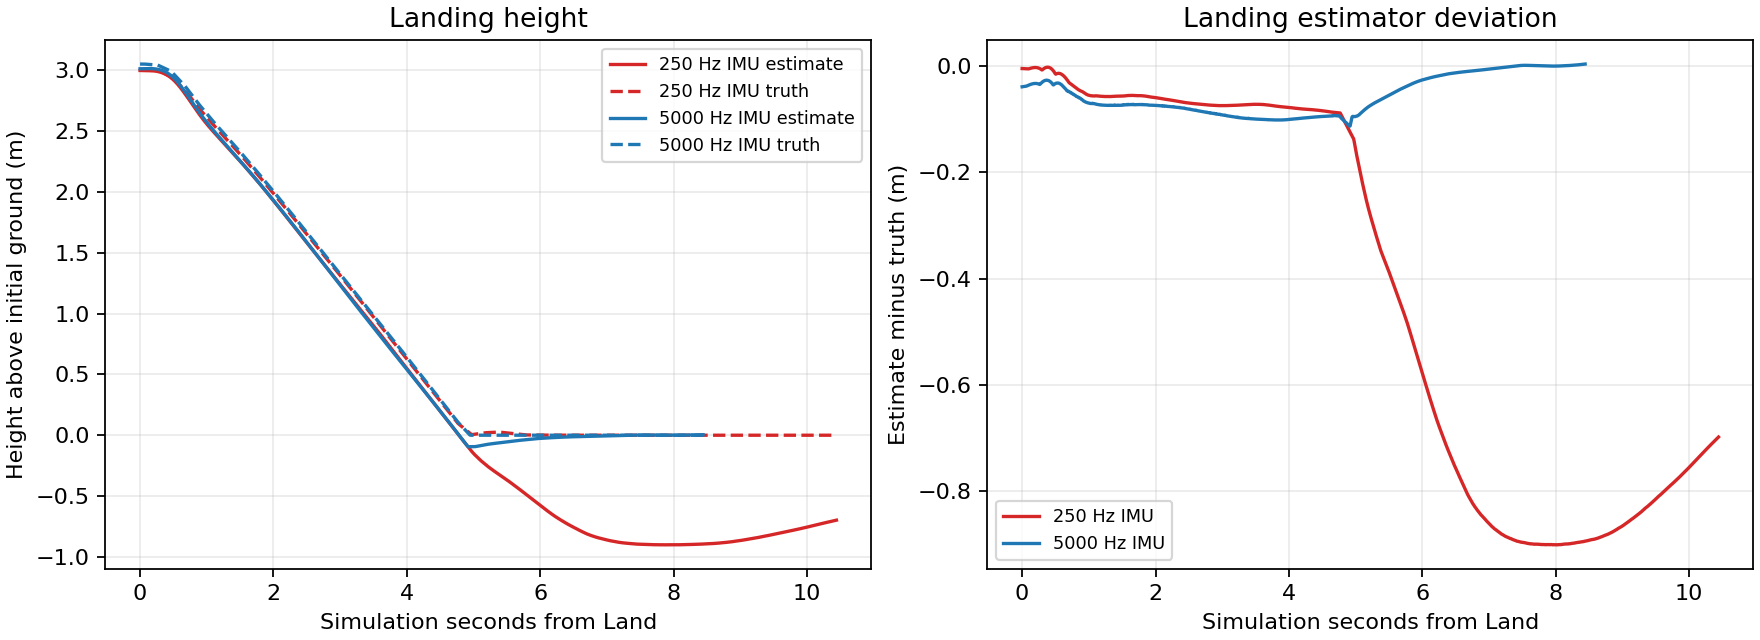 Landing height
Height above initial ground (m)
3.0
2.5
2.0
1.5
1.0
0.5
0.0
−0.5
−1.0
250 Hz IMU estimate
250 Hz IMU truth
5000 Hz IMU estimate
5000 Hz IMU truth
0 2 4 6 8 10
Simulation seconds from Land
Landing estimator deviation
Estimate minus truth (m)
0.0
−0.2
−0.4
−0.6
−0.8
250 Hz IMU
5000 Hz IMU
0 2 4 6 8 10
Simulation seconds from Land